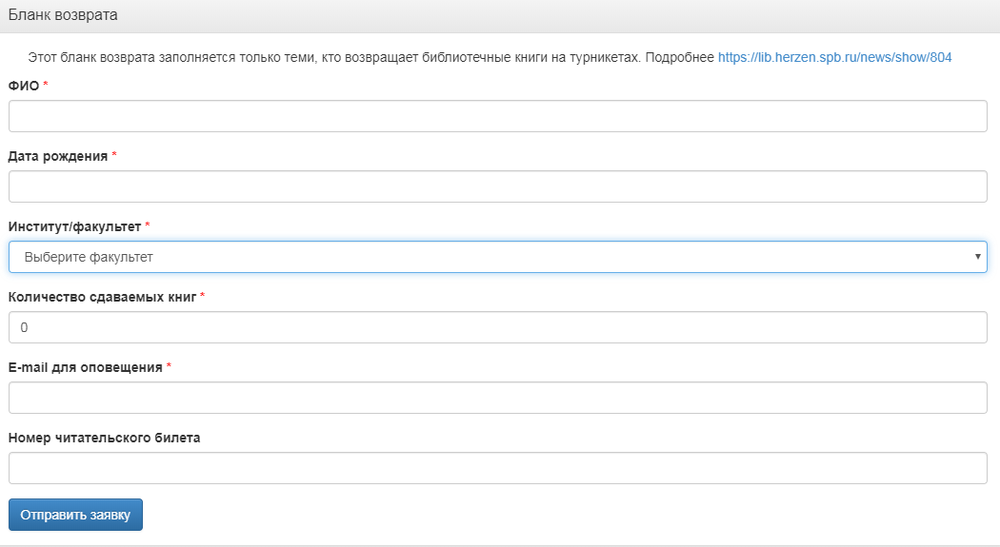 Бланк возврата
Этот бланк возврата заполняется только теми, кто возвращает библиотечные книги на турникетах. Подробнее https://lib.herzen.spb.ru/news/show/804
ФИО *
Дата рождения *
Институт/факультет *
Выберите факультет
Количество сдаваемых книг *
0
E-mail для оповещения *
Номер читательского билета
Отправить заявку